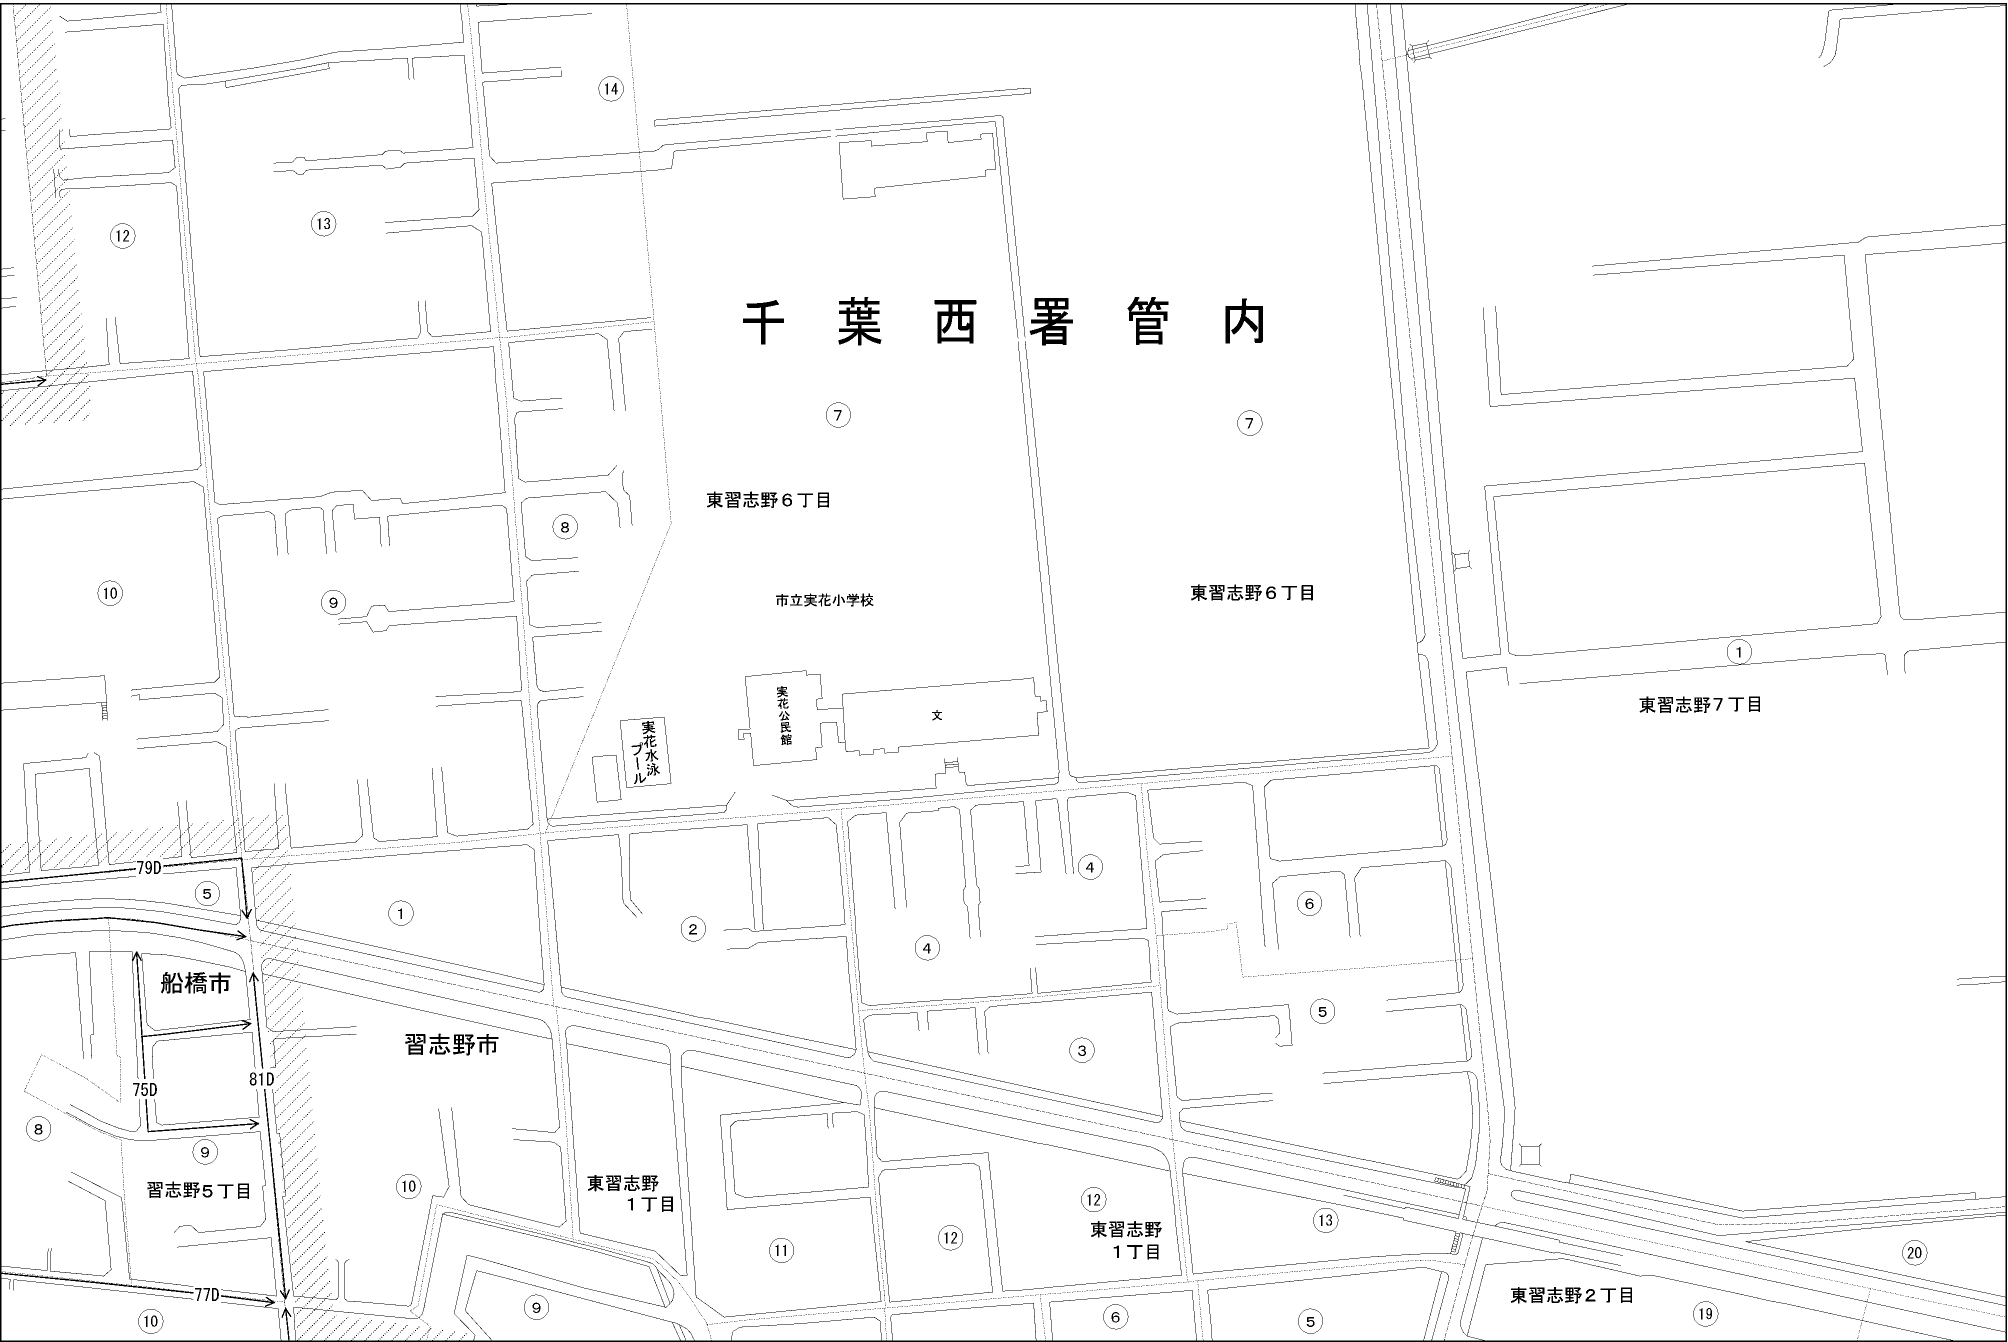 14
12
13
千葉西署管内
7
7
東習志野6丁目
8
10
9
市立実花小学校
東習志野6丁目
1
東習志野7丁目
実花公民館
文
実花水泳
プール
79D
5
1
2
4
4
6
船橋市
習志野市
5
3
75D
81D
8
9
習志野5丁目
10
東習志野
1丁目
12
東習志野
1丁目
11
12
13
20
77D
10
9
6
5
東習志野2丁目
19